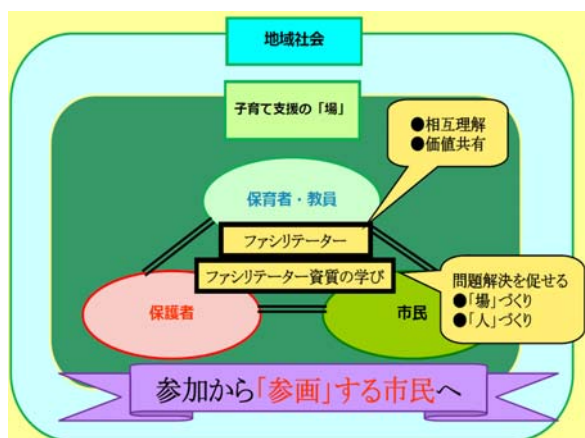 地域社会
子育て支援の「場」
●相互理解
●価値共有
保育者・教員
ファシリテーター
ファシリテーター資質の学び
問題解決を促せる
●「場」づくり
●「人」づくり
保護者
市民
参加から「参画」する市民へ